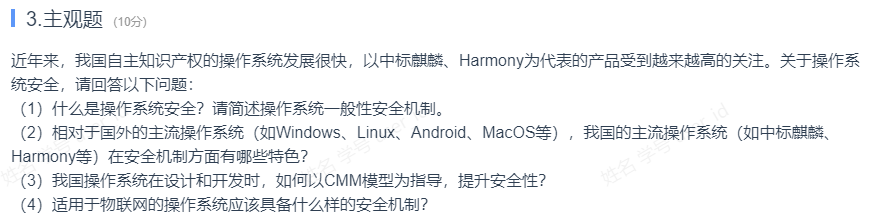 3.主观题 (10分)
近年来，我国自主知识产权的操作系统发展很快，以中标麒麟、Harmony为代表的产品受到越来越高的关注。关于操作系
统安全，请回答以下问题：
（1）什么是操作系统安全？请简述操作系统一般性安全机制。
（2）相对于国外的主流操作系统（如Windows、Linux、Android、MacOS等），我国的主流操作系统（如中标麒麟、
Harmony等）在安全机制方面有哪些特色？
（3）我国操作系统在设计和开发时，如何以CMM模型为指导，提升安全性？
（4）适用于物联网的操作系统应该具备什么样的安全机制？